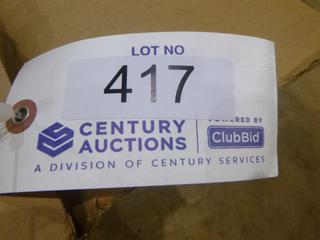 LOT NO
417
CENTURY
AUCTIONS
POWERED BY
ClubBid
A DIVISION OF CENTURY SERVICES